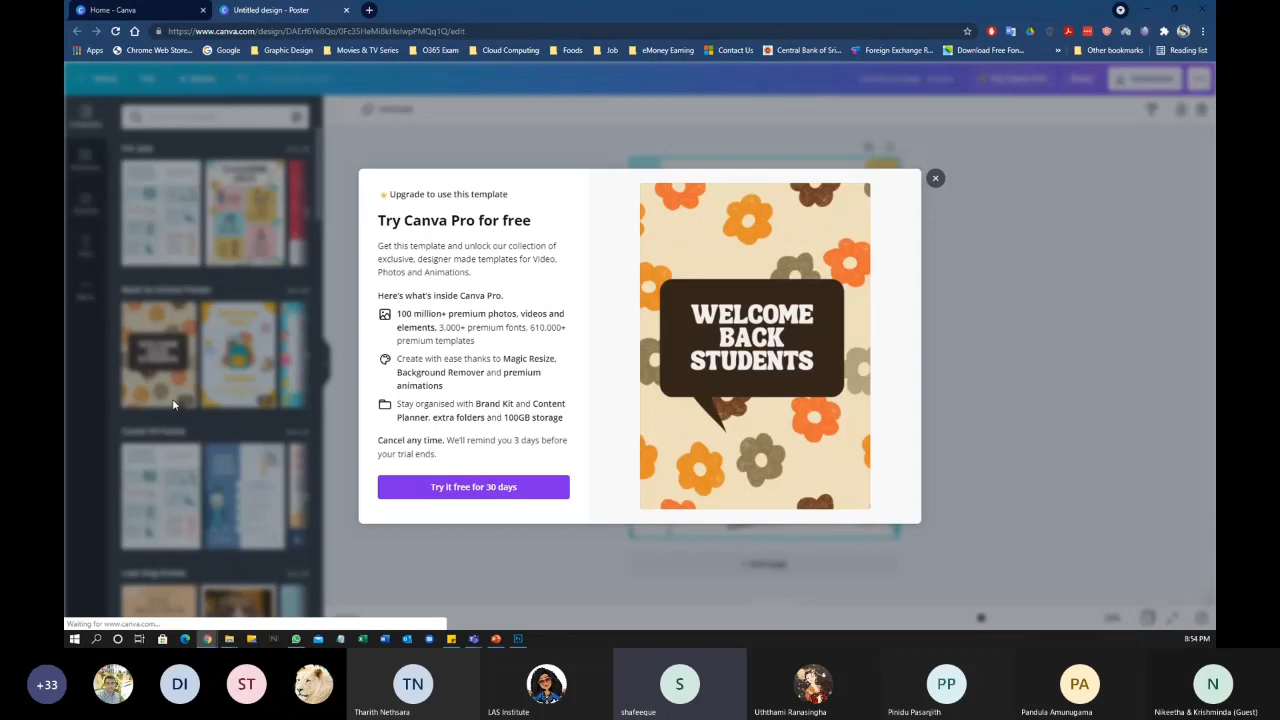 Home - Canva
Untitled design - Poster
https://www.canva.com/design/DAErf6Ye8Qo/0Fc35HeMikHolwpPMQq1Q/edit
Apps
Chrome Web Store...
Google
Graphic Design
Movies & TV Series
O365 Exam
Cloud Computing
Foods
Job
eMoney Earning
Contact Us
Central Bank of Sri...
Foreign Exchange R...
Download Free Fon...
»
Other bookmarks
Reading list
Upgrade to use this template
Try Canva Pro for free
Get this template and unlock our collection of
exclusive, designer made templates for Video,
Photos and Animations.
Here's what's inside Canva Pro.
100 million+ premium photos, videos and
elements, 3,000+ premium fonts, 610,000+
premium templates
Create with ease thanks to Magic Resize,
Background Remover and premium
animations
Stay organised with Brand Kit and Content
Planner, extra folders and 100GB storage
Cancel any time. We'll remind you 3 days before
your trial ends.
Try it free for 30 days
WELCOME
BACK
STUDENTS
Waiting for www.canva.com...
8:54 PM
+33
DI
ST
TN
Tharith Nethsara
LAS Institute
S
shafeeque
Uththami Ranasingha
PP
Pinidu Pasanjith
PA
Pandula Amunugama
N
Nikeetha & Krishminda (Guest)